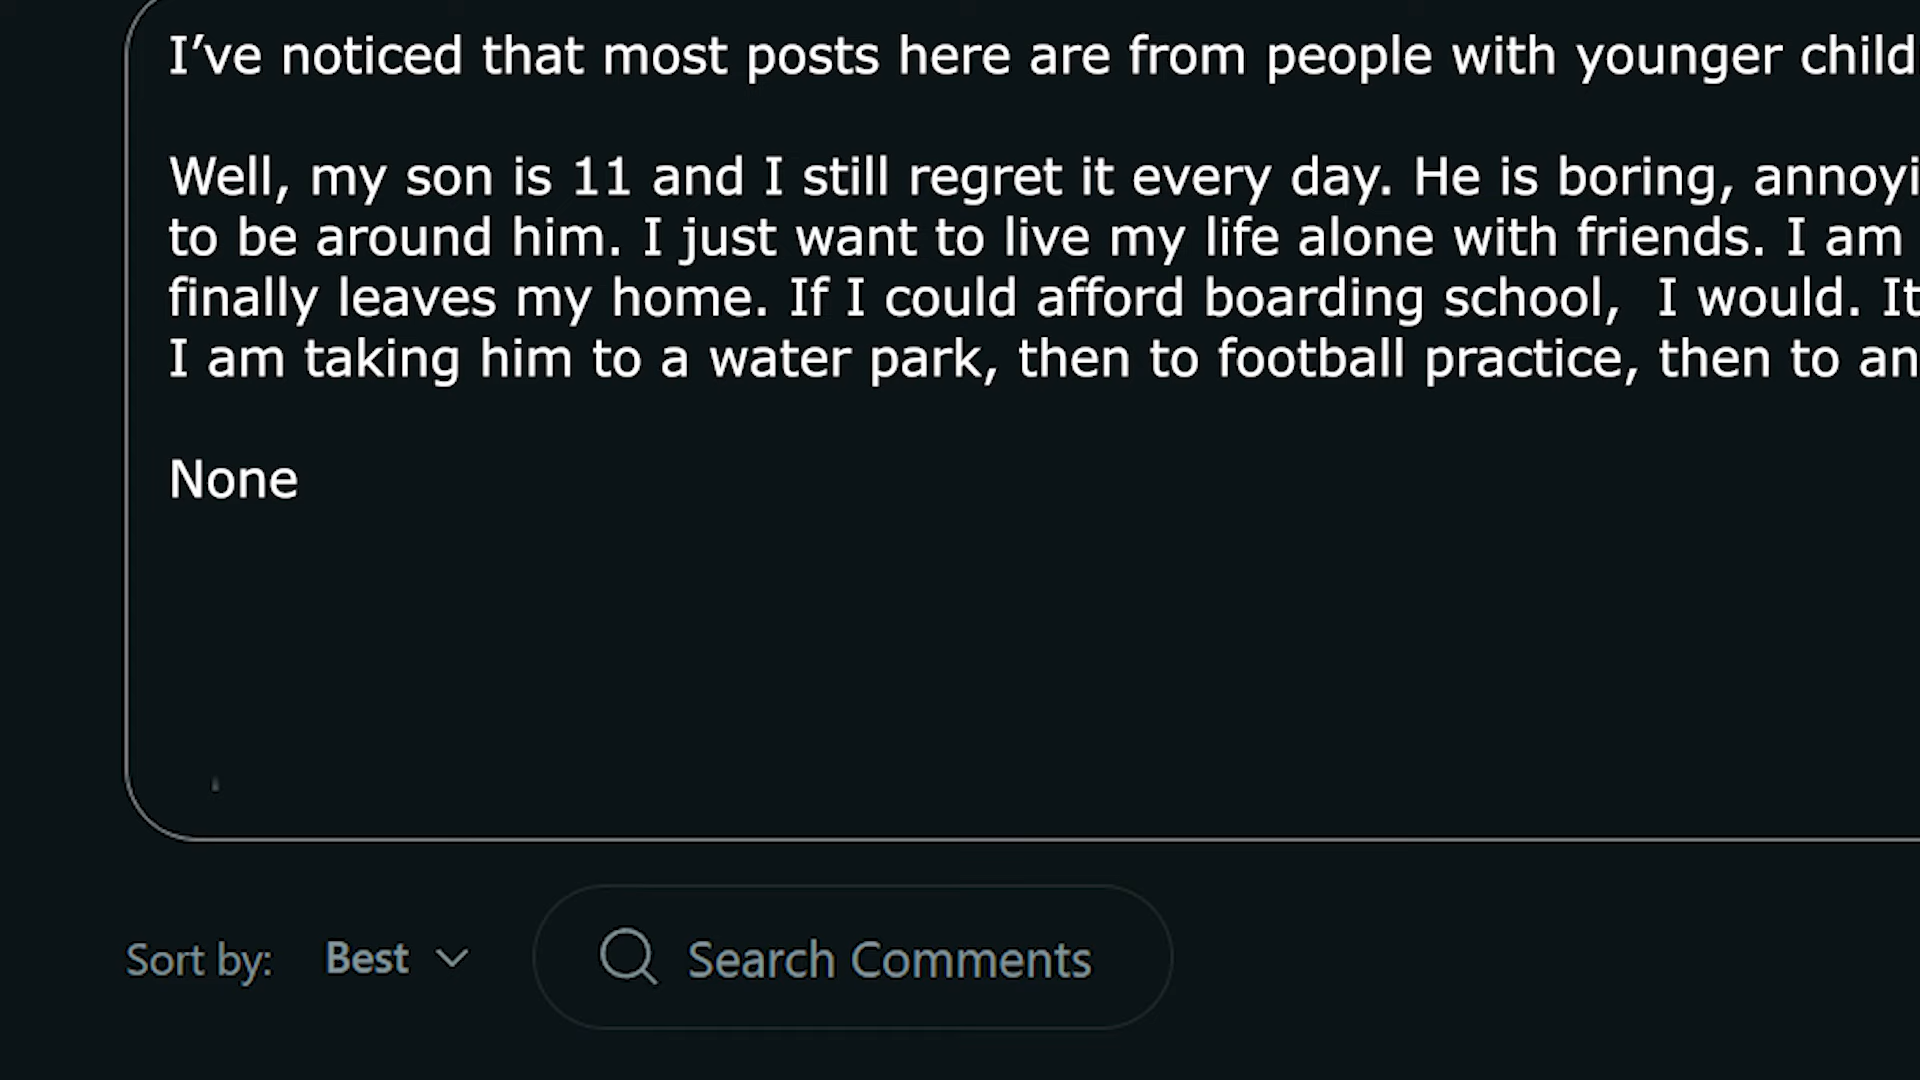 I’ve noticed that most posts here are from people with younger child
Well, my son is 11 and I still regret it every day. He is boring, annoyi
to be around him. I just want to live my life alone with friends. I am
finally leaves my home. If I could afford boarding school,  I would. It
I am taking him to a water park, then to football practice, then to an
None
Sort by: Best Search Comments